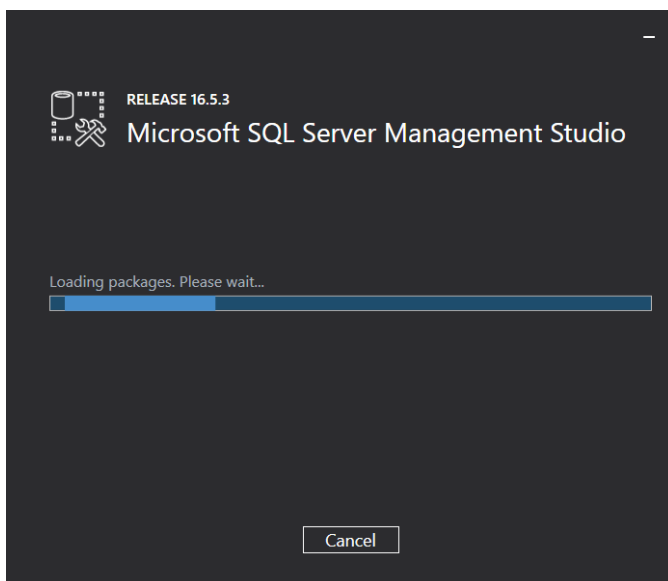 RELEASE 16.5.3
Microsoft SQL Server Management Studio
Loading packages. Please wait...
Cancel